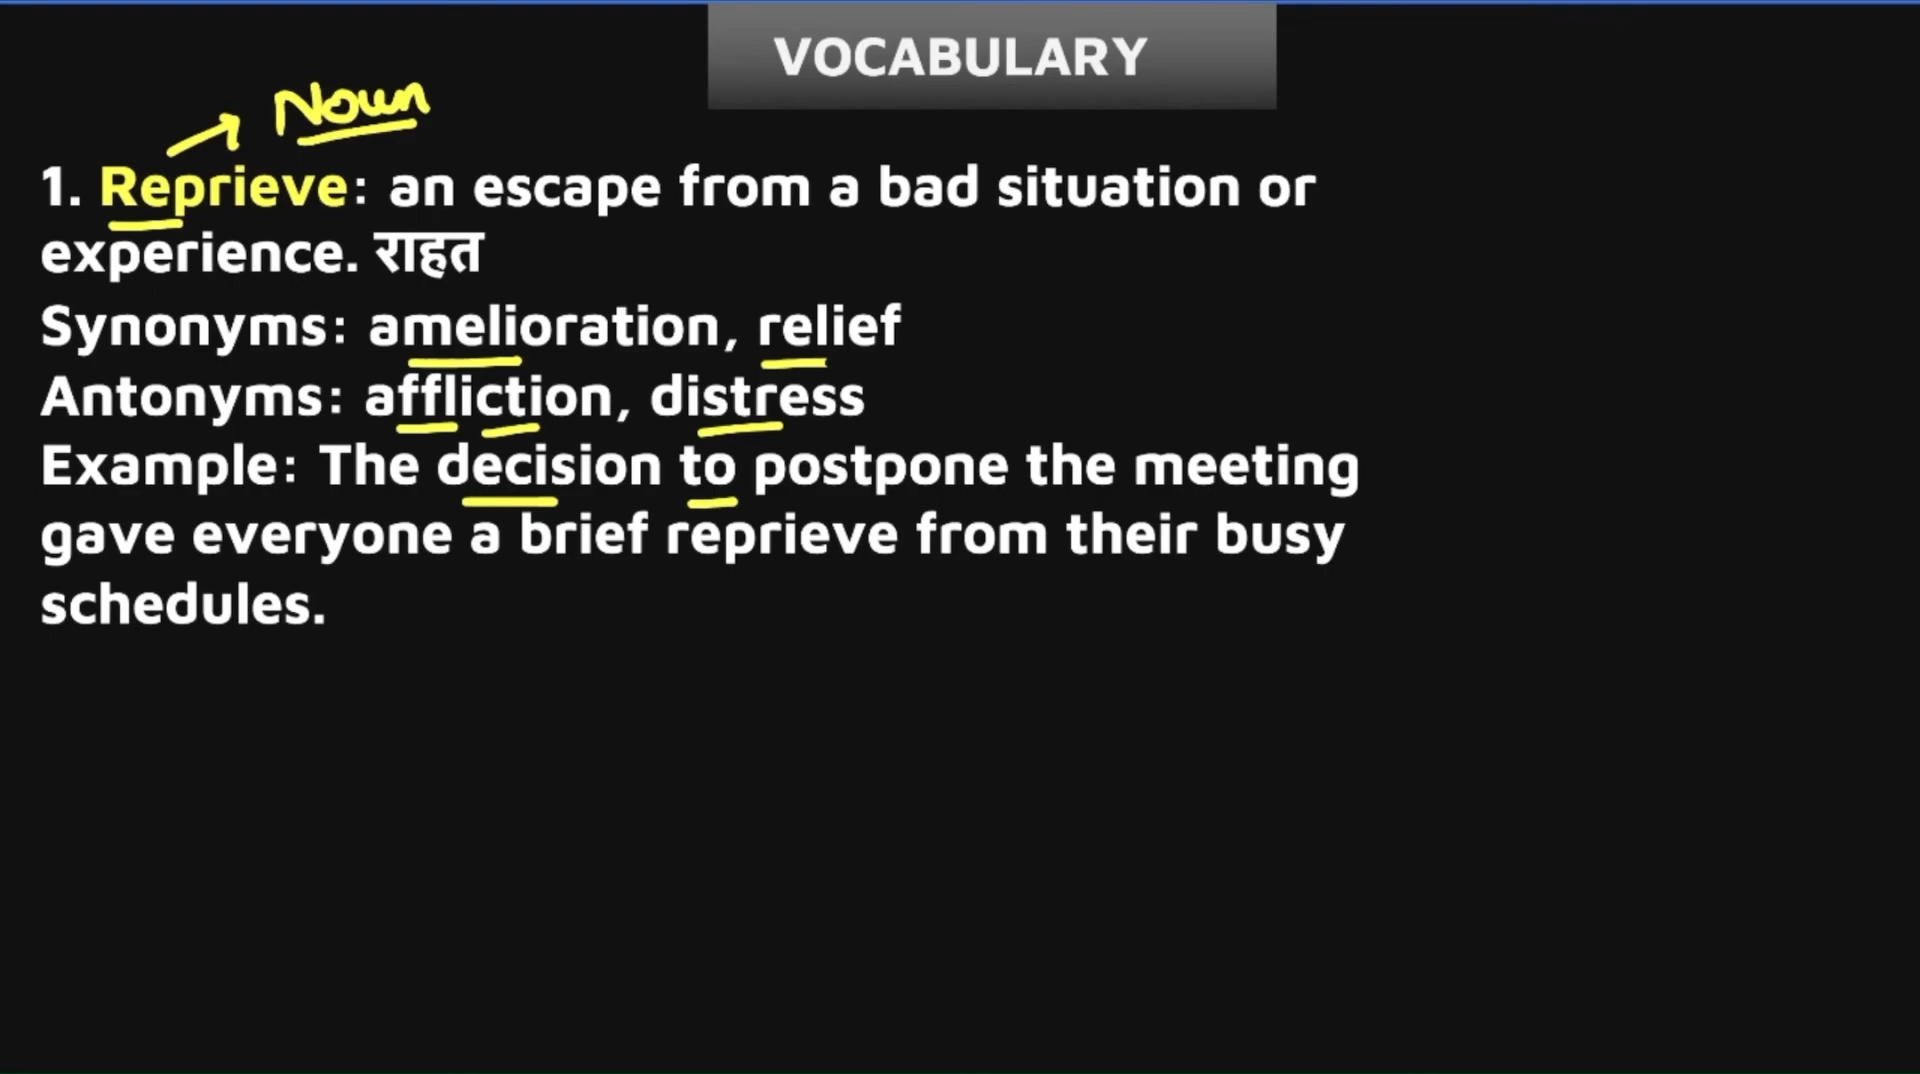 VOCABULARY
Noun
1. Reprieve: an escape from a bad situation or
experience. राहत
Synonyms: amelioration, relief
Antonyms: affliction, distress
Example: The decision to postpone the meeting
gave everyone a brief reprieve from their busy
schedules.